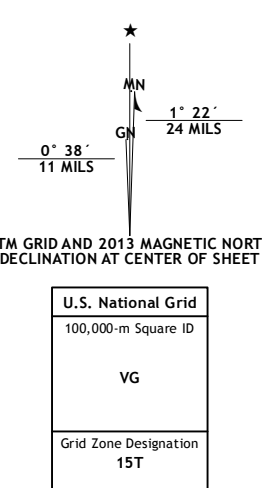 ★
MN
1° 22´
24 MILS
GN
0° 38´
11 MILS
TM GRID AND 2013 MAGNETIC NORT
DECLINATION AT CENTER OF SHEET
U.S. National Grid
100,000-m Square ID
VG
Grid Zone Designation
15T